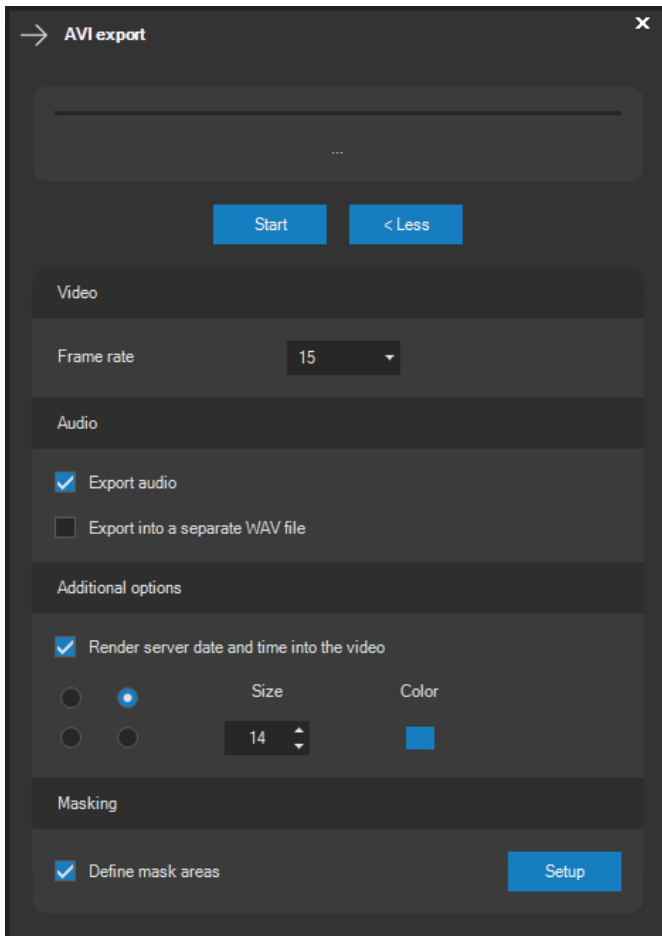 AVI export
...
Start
< Less
Video
Frame rate
15
Audio
Export audio
Export into a separate WAV file
Additional options
Render server date and time into the video
Size
Color
14
Masking
Define mask areas
Setup